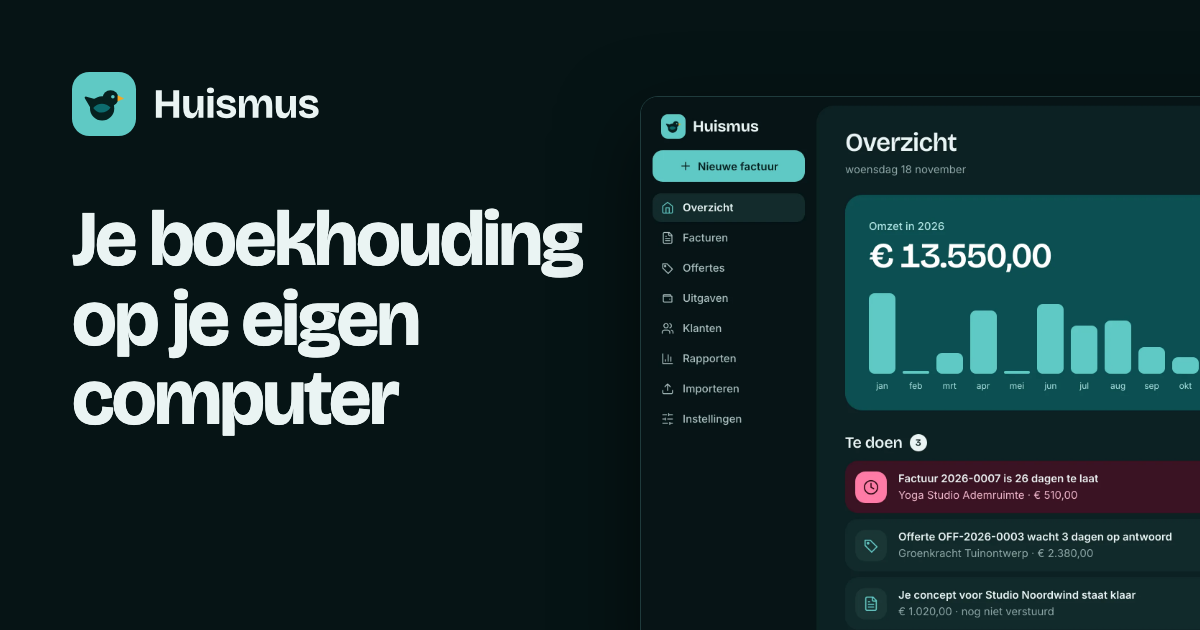 Huismus
Je boekhouding
op je eigen
computer
Huismus
+ Nieuwe factuur
Overzicht
Facturen
Offertes
Uitgaven
Klanten
Rapporten
Importeren
Instellingen
Overzicht
woensdag 18 november
Omzet in 2026
€ 13.550,00
jan feb mrt apr mei jun jul aug sep okt
Te doen 3
Factuur 2026-0007 is 26 dagen te laat
Yoga Studio Ademruimte · € 510,00
Offerte OFF-2026-0003 wacht 3 dagen op antwoord
Groenkracht Tuinontwerp · € 2.380,00
Je concept voor Studio Noordwind staat klaar
€ 1.020,00 · nog niet verstuurd